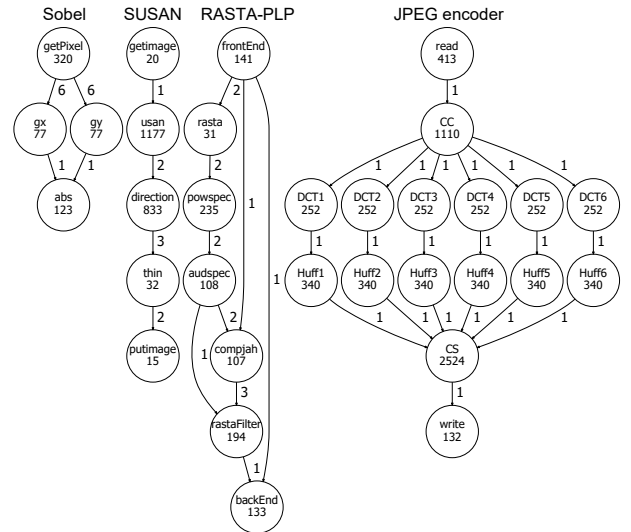 Sobel
SUSAN
RASTA-PLP
JPEG encoder
getPixel
320
6
6
gx
77
gy
77
1
1
abs
123
getimage
20
1
usan
1177
2
direction
833
3
thin
32
2
putimage
15
frontEnd
141
2
rasta
31
2
powspec
235
1
2
audspec
108
1
2
1
compjah
107
3
rastaFilter
194
1
backEnd
133
read
413
1
CC
1110
1
1
1
1
1
1
DCT1
252
DCT2
252
DCT3
252
DCT4
252
DCT5
252
DCT6
252
1
1
1
1
1
1
Huff1
340
Huff2
340
Huff3
340
Huff4
340
Huff5
340
Huff6
340
1
1
1
1
1
1
CS
2524
1
write
132